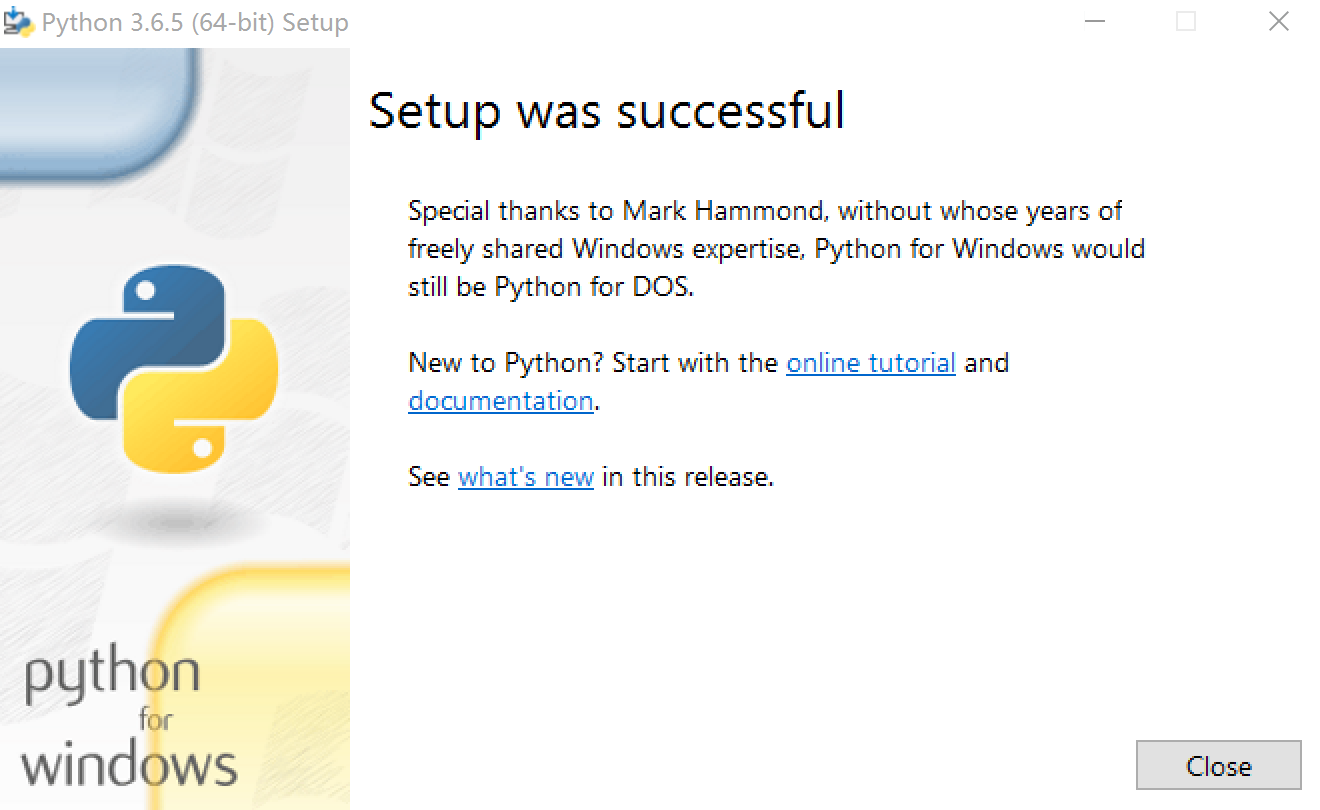 Python 3.6.5 (64-bit) Setup
Setup was successful
Special thanks to Mark Hammond, without whose years of
freely shared Windows expertise, Python for Windows would
still be Python for DOS.
New to Python? Start with the online tutorial and
documentation.
See what's new in this release.
python
for
windows
Close